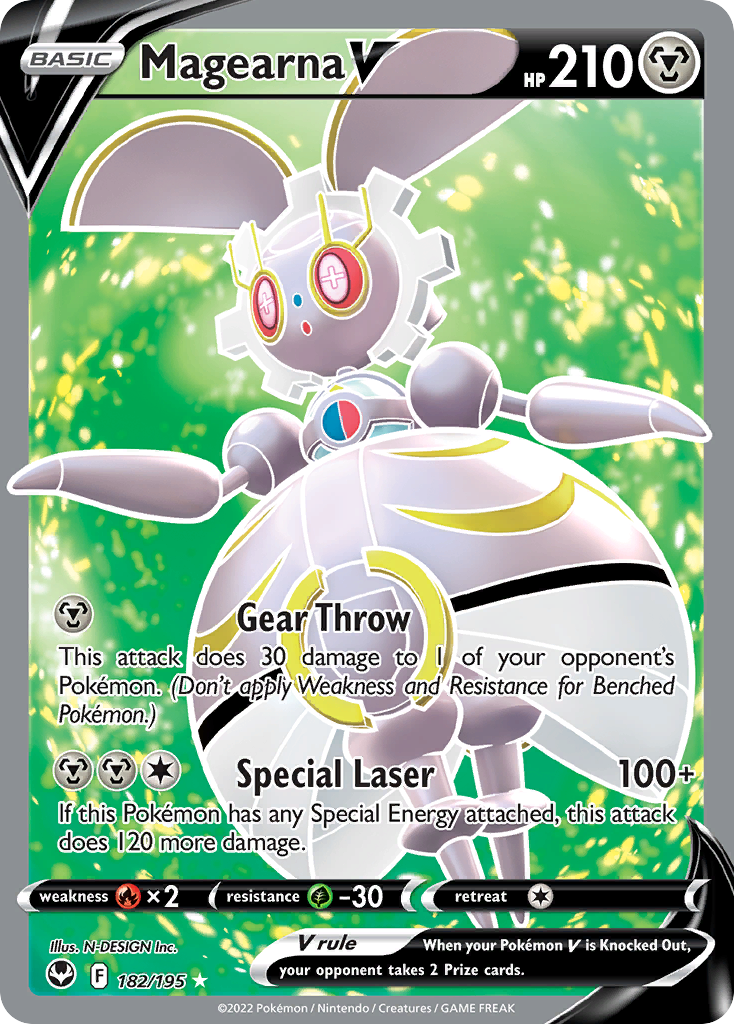 BASIC Magearna V HP 210
Gear Throw
This attack does 30 damage to 1 of your opponent's
Pokémon. (Don't apply Weakness and Resistance for Benched
Pokémon.)
Special Laser 100+
If this Pokémon has any Special Energy attached, this attack
does 120 more damage.
weakness ×2 resistance -30 retreat
Illus. N-DESIGN Inc.
V rule When your Pokémon V is Knocked Out,
your opponent takes 2 Prize cards.
F 182/195 ★
©2022 Pokémon / Nintendo / Creatures / GAME FREAK